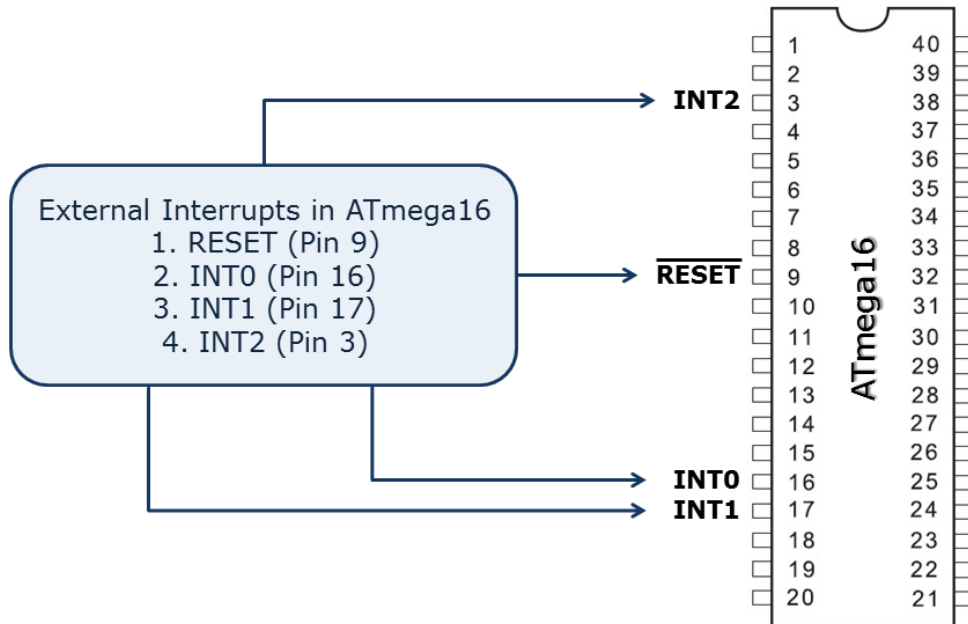 External Interrupts in ATmega16
1. RESET (Pin 9)
2. INT0 (Pin 16)
3. INT1 (Pin 17)
4. INT2 (Pin 3)
INT2
RESET
INT0
INT1
ATmega16
1 40
2 39
3 38
4 37
5 36
6 35
7 34
8 33
9 32
10 31
11 30
12 29
13 28
14 27
15 26
16 25
17 24
18 23
19 22
20 21